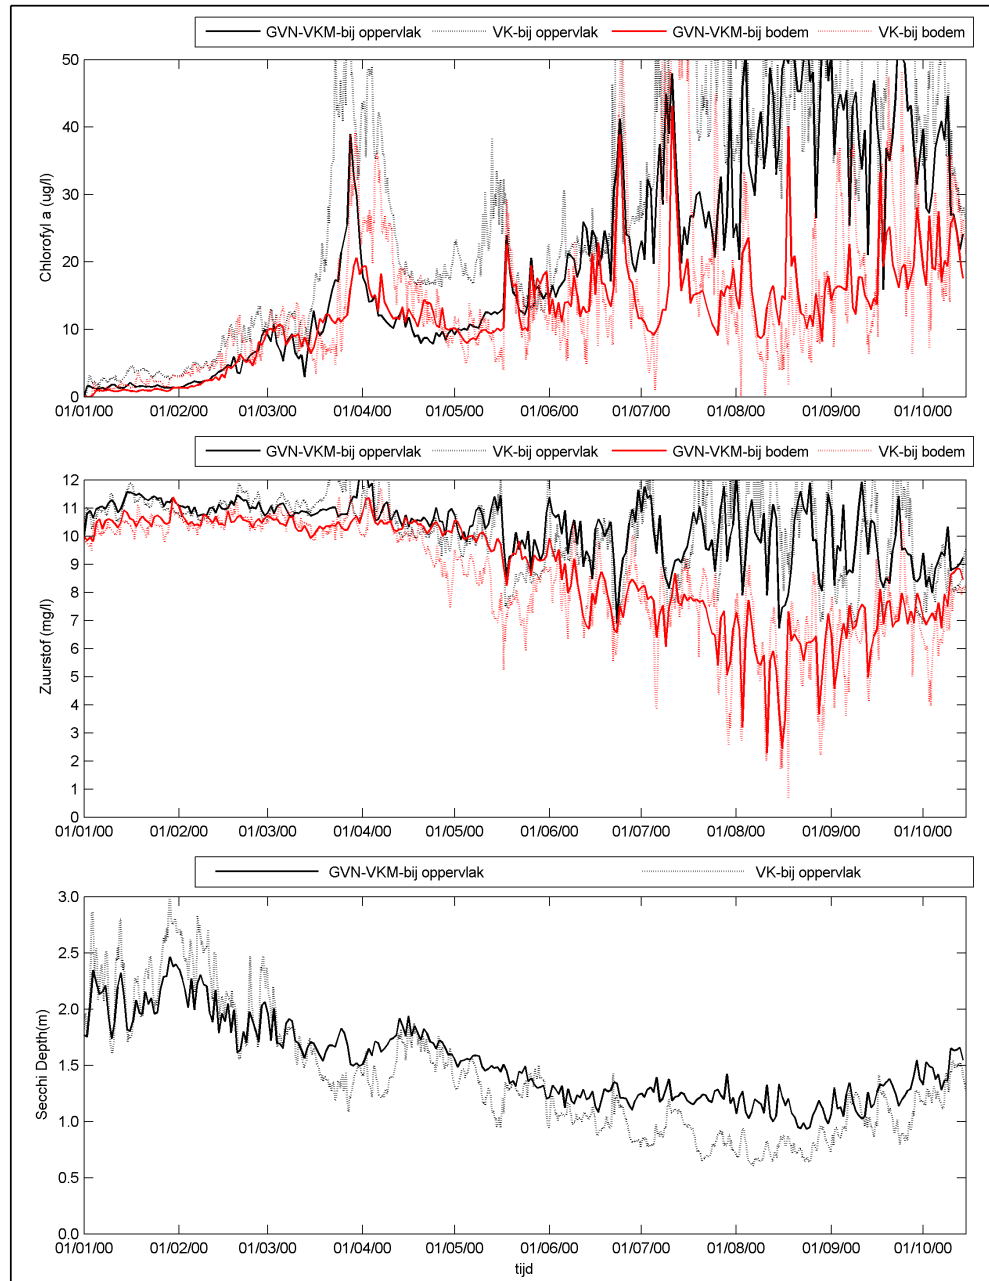 GVN-VKM-bij oppervlak VK-bij oppervlak GVN-VKM-bij bodem VK-bij bodem
50
40
30
20
10
0
Chlorofyl a (ug/l)
01/01/00 01/02/00 01/03/00 01/04/00 01/05/00 01/06/00 01/07/00 01/08/00 01/09/00 01/10/00
GVN-VKM-bij oppervlak VK-bij oppervlak GVN-VKM-bij bodem VK-bij bodem
12
11
10
9
8
7
6
5
4
3
2
1
0
Zuurstof (mg/l)
01/01/00 01/02/00 01/03/00 01/04/00 01/05/00 01/06/00 01/07/00 01/08/00 01/09/00 01/10/00
GVN-VKM-bij oppervlak VK-bij oppervlak
3.0
2.5
2.0
1.5
1.0
0.5
0.0
Secchi Depth(m)
01/01/00 01/02/00 01/03/00 01/04/00 01/05/00 01/06/00 01/07/00 01/08/00 01/09/00 01/10/00
tijd